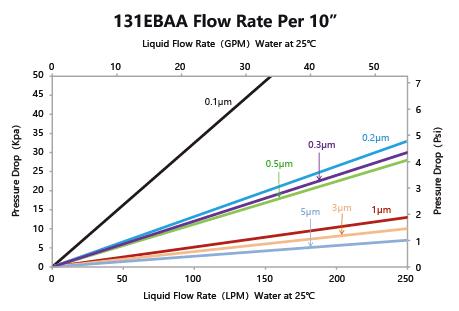 131EBAA Flow Rate Per 10”
Liquid Flow Rate（GPM）Water at 25℃
0 10 20 30 40 50
50 7
45
40 6
35 5
30
25 4
20 3
15
10 2
5 1
0 0
Pressure Drop（Kpa）
Pressure Drop（Psi）
0.1μm
0.2μm
0.3μm
0.5μm
5μm
3μm
1μm
0 50 100 150 200 250
Liquid Flow Rate（LPM）Water at 25℃